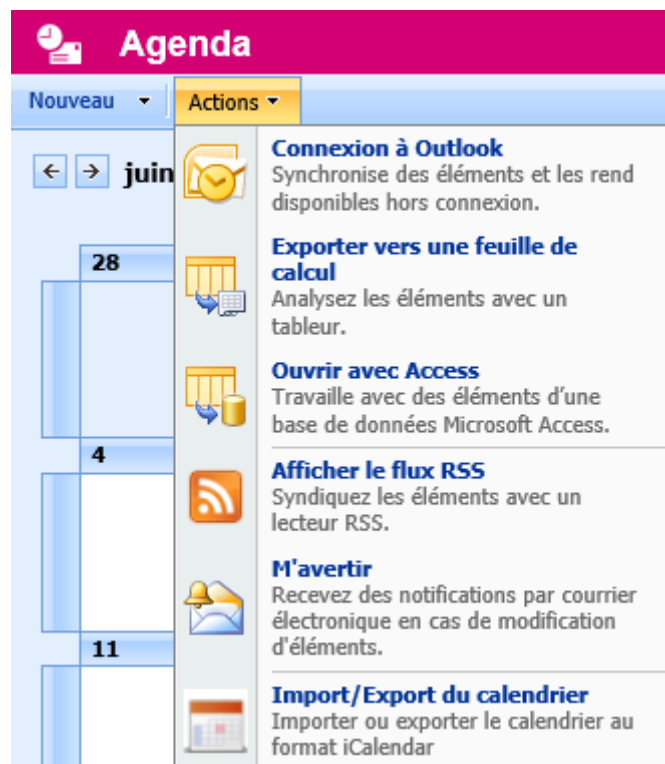 Agenda
Nouveau
Actions
juin
28
4
11
Connexion à Outlook
Synchronise des éléments et les rend
disponibles hors connexion.
Exporter vers une feuille de
calcul
Analysez les éléments avec un
tableur.
Ouvrir avec Access
Travaille avec des éléments d'une
base de données Microsoft Access.
Afficher le flux RSS
Syndiquez les éléments avec un
lecteur RSS.
M'avertir
Recevez des notifications par courrier
électronique en cas de modification
d'éléments.
Import/Export du calendrier
Importer ou exporter le calendrier au
format iCalendar